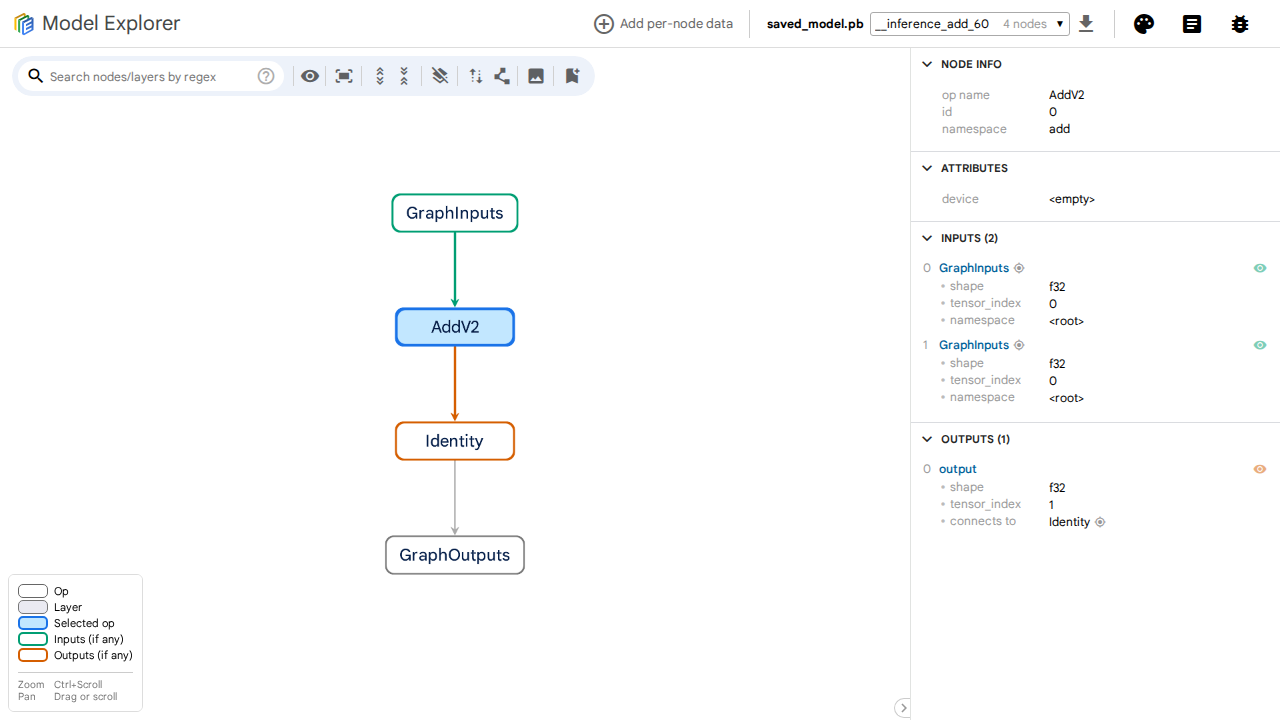 Model Explorer
Add per-node data
saved_model.pb
__inference_add_60 4 nodes
Search nodes/layers by regex
GraphInputs
AddV2
Identity
GraphOutputs
Op
Layer
Selected op
Inputs (if any)
Outputs (if any)
Zoom Ctrl+Scroll
Pan Drag or scroll
NODE INFO
op name AddV2
id 0
namespace add
ATTRIBUTES
device <empty>
INPUTS (2)
0 GraphInputs
• shape f32
• tensor_index 0
• namespace <root>
1 GraphInputs
• shape f32
• tensor_index 0
• namespace <root>
OUTPUTS (1)
0 output
• shape f32
• tensor_index 1
• connects to Identity